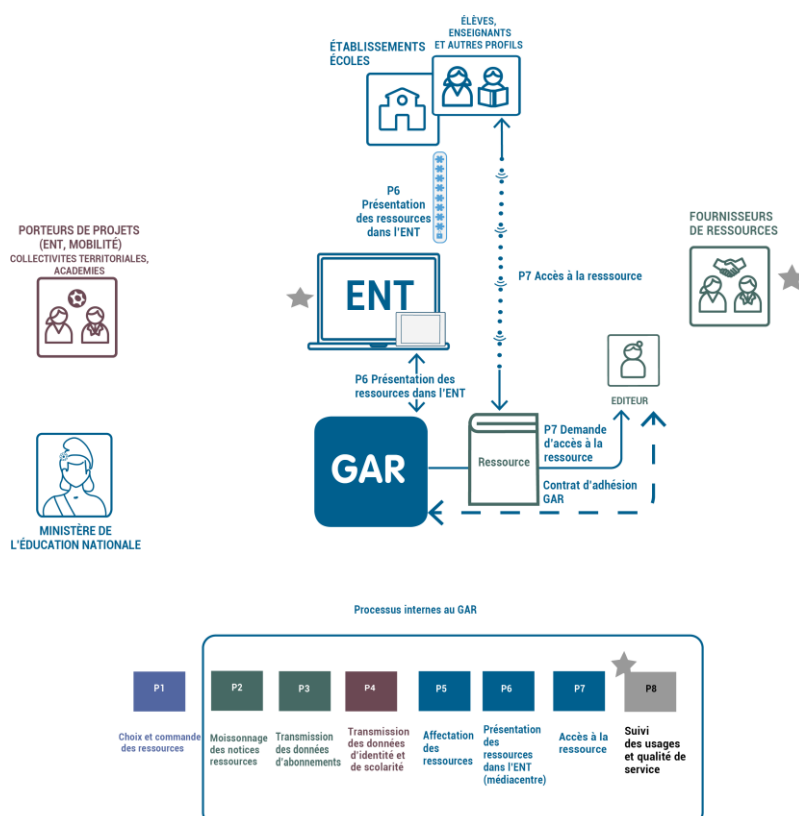 ÉLÈVES,
ENSEIGNANTS
ET AUTRES PROFILS
ÉTABLISSEMENTS
ÉCOLES
P6
Présentation
des ressources
dans l'ENT
PORTEURS DE PROJETS
(ENT, MOBILITÉ)
COLLECTIVITES TERRITORIALES,
ACADEMIES
FOURNISSEURS
DE RESSOURCES
P7 Accès à la resssource
ENT
P6 Présentation des
ressources dans l'ENT
EDITEUR
GAR
Ressource
P7 Demande
d'accès à la
ressource
Contrat d'adhésion
GAR
MINISTÈRE DE
L'ÉDUCATION NATIONALE
Processus internes au GAR
P1
P2
P3
P4
P5
P6
P7
P8
Choix et commande
des ressources
Moissonnage
des notices
ressources
Transmission
des données
d'abonnements
Transmission
des données
d'identité et
de scolarité
Affectation
des
ressources
Présentation
des
ressources
dans l'ENT
(médiacentre)
Accès à la
ressource
Suivi
des usages
et qualité de
service